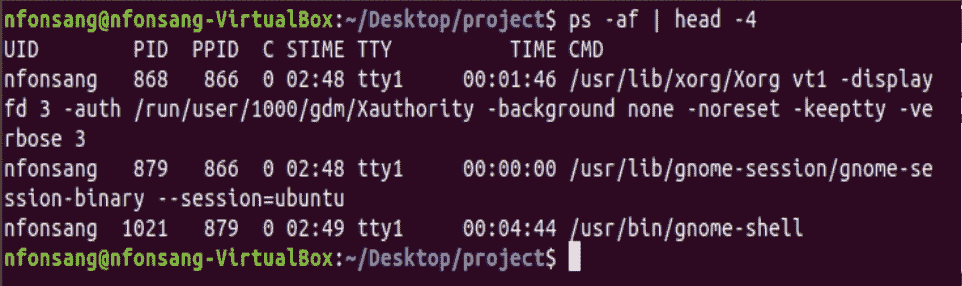 nfonsang@nfonsang-VirtualBox:~/Desktop/project$ ps -af | head -4
UID        PID  PPID  C STIME TTY          TIME CMD
nfonsang   868   866  0 02:48 tty1     00:01:46 /usr/lib/xorg/Xorg vt1 -display
fd 3 -auth /run/user/1000/gdm/Xauthority -background none -noreset -keeptty -ve
rbose 3
nfonsang   879   866  0 02:48 tty1     00:00:00 /usr/lib/gnome-session/gnome-se
ssion-binary --session=ubuntu
nfonsang  1021   879  0 02:49 tty1     00:04:44 /usr/bin/gnome-shell
nfonsang@nfonsang-VirtualBox:~/Desktop/project$